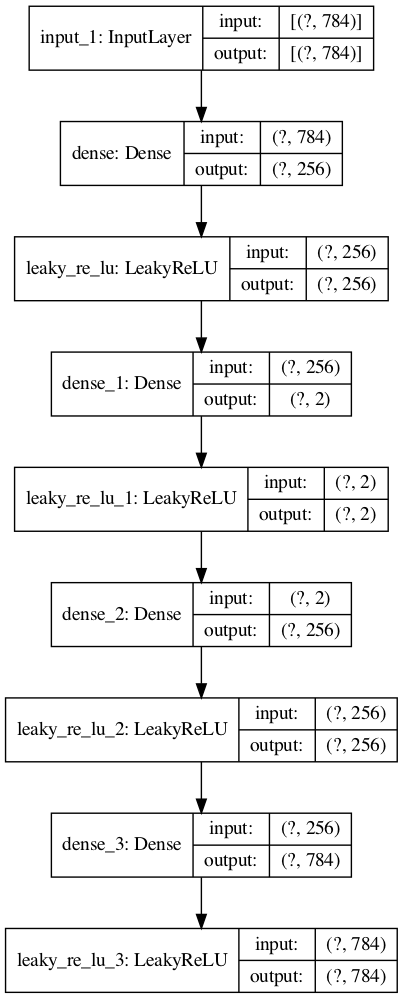 input_1: InputLayer
input: [(?, 784)]
output: [(?, 784)]
dense: Dense
input: (?, 784)
output: (?, 256)
leaky_re_lu: LeakyReLU
input: (?, 256)
output: (?, 256)
dense_1: Dense
input: (?, 256)
output: (?, 2)
leaky_re_lu_1: LeakyReLU
input: (?, 2)
output: (?, 2)
dense_2: Dense
input: (?, 2)
output: (?, 256)
leaky_re_lu_2: LeakyReLU
input: (?, 256)
output: (?, 256)
dense_3: Dense
input: (?, 256)
output: (?, 784)
leaky_re_lu_3: LeakyReLU
input: (?, 784)
output: (?, 784)